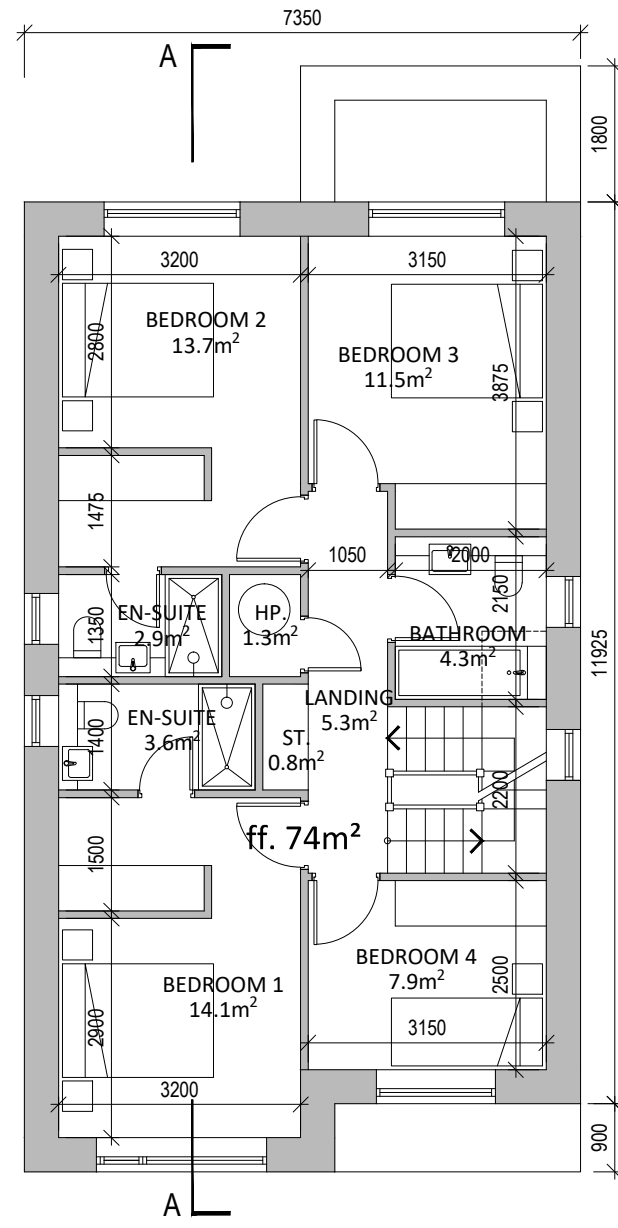 7350
A
1800
3200
3150
BEDROOM 2
13.7m²
BEDROOM 3
11.5m²
2800
3875
1475
1050
2000
2150
1350
EN-SUITE
2.9m²
HP.
1.3m²
BATHROOM
4.3m²
11925
EN-SUITE
3.6m²
1400
LANDING
5.3m²
ST.
0.8m²
2200
ff. 74m²
1500
BEDROOM 1
14.1m²
BEDROOM 4
7.9m²
2500
2900
3150
3200
900
A